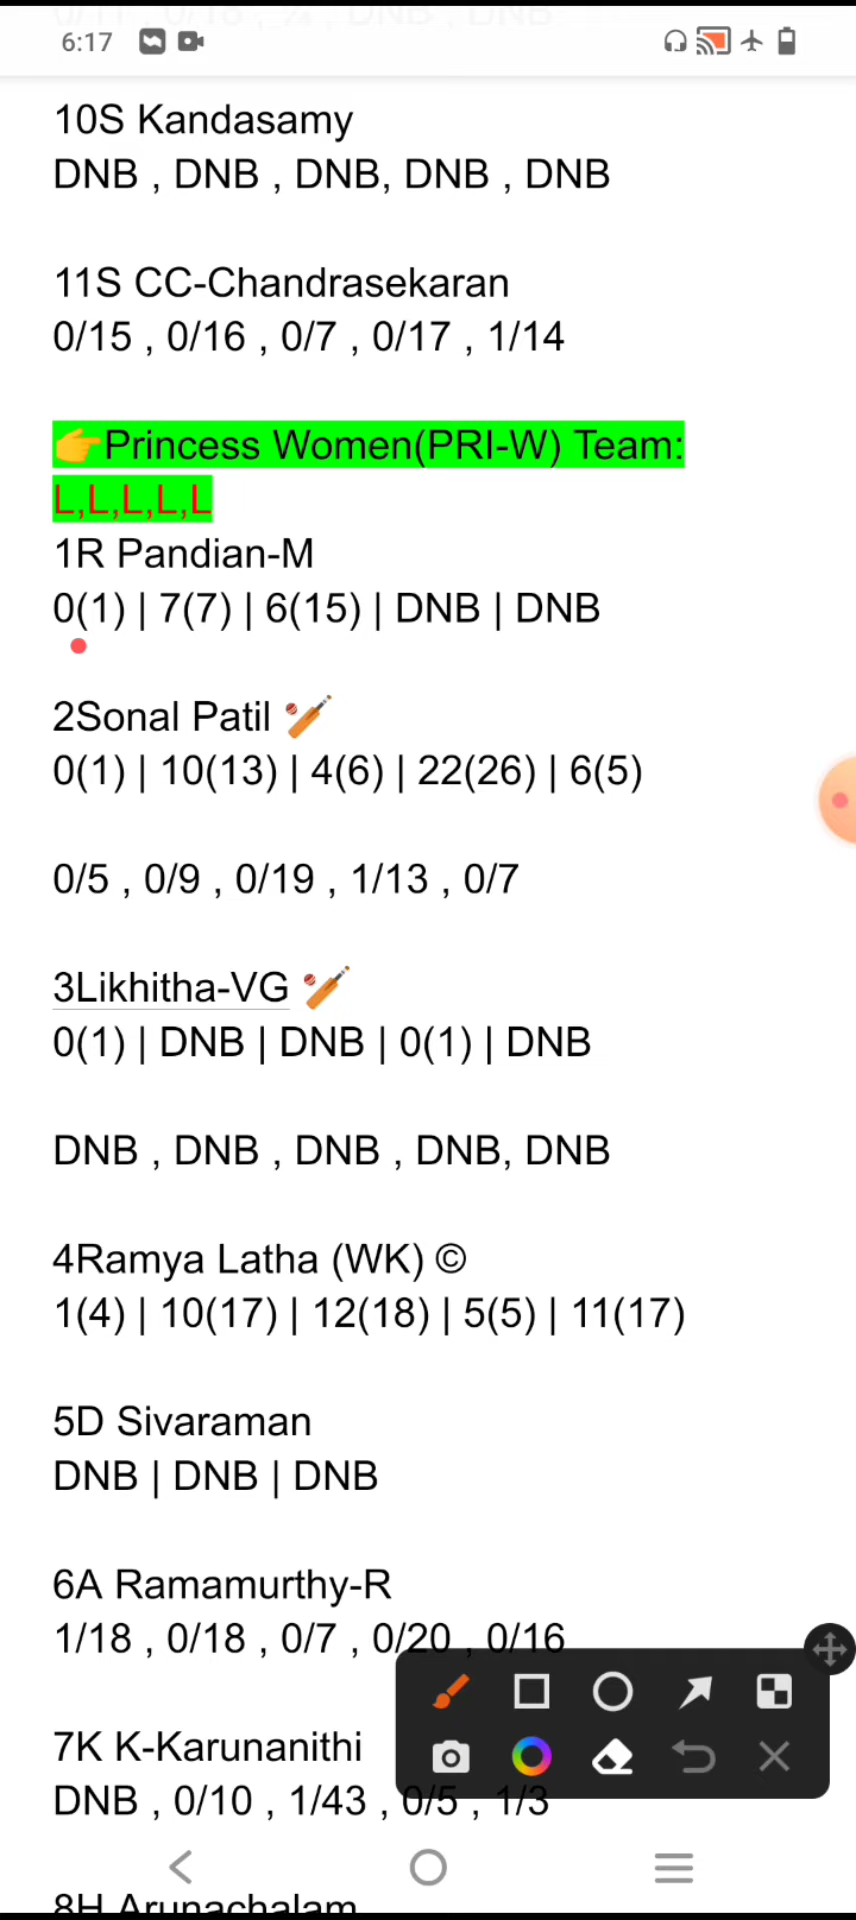 6:17
10S Kandasamy
DNB , DNB , DNB, DNB , DNB
11S CC-Chandrasekaran
0/15 , 0/16 , 0/7 , 0/17 , 1/14
👉Princess Women(PRI-W) Team:
L,L,L,L,L
1R Pandian-M
0(1) | 7(7) | 6(15) | DNB | DNB
2Sonal Patil 🏏
0(1) | 10(13) | 4(6) | 22(26) | 6(5)
0/5 , 0/9 , 0/19 , 1/13 , 0/7
3Likhitha-VG 🏏
0(1) | DNB | DNB | 0(1) | DNB
DNB , DNB , DNB , DNB, DNB
4Ramya Latha (WK) ©
1(4) | 10(17) | 12(18) | 5(5) | 11(17)
5D Sivaraman
DNB | DNB | DNB
6A Ramamurthy-R
1/18 , 0/18 , 0/7 , 0/20 , 0/16
7K K-Karunanithi
DNB , 0/10 , 1/43 , 0/5 , 1/3
8H Arunachalam